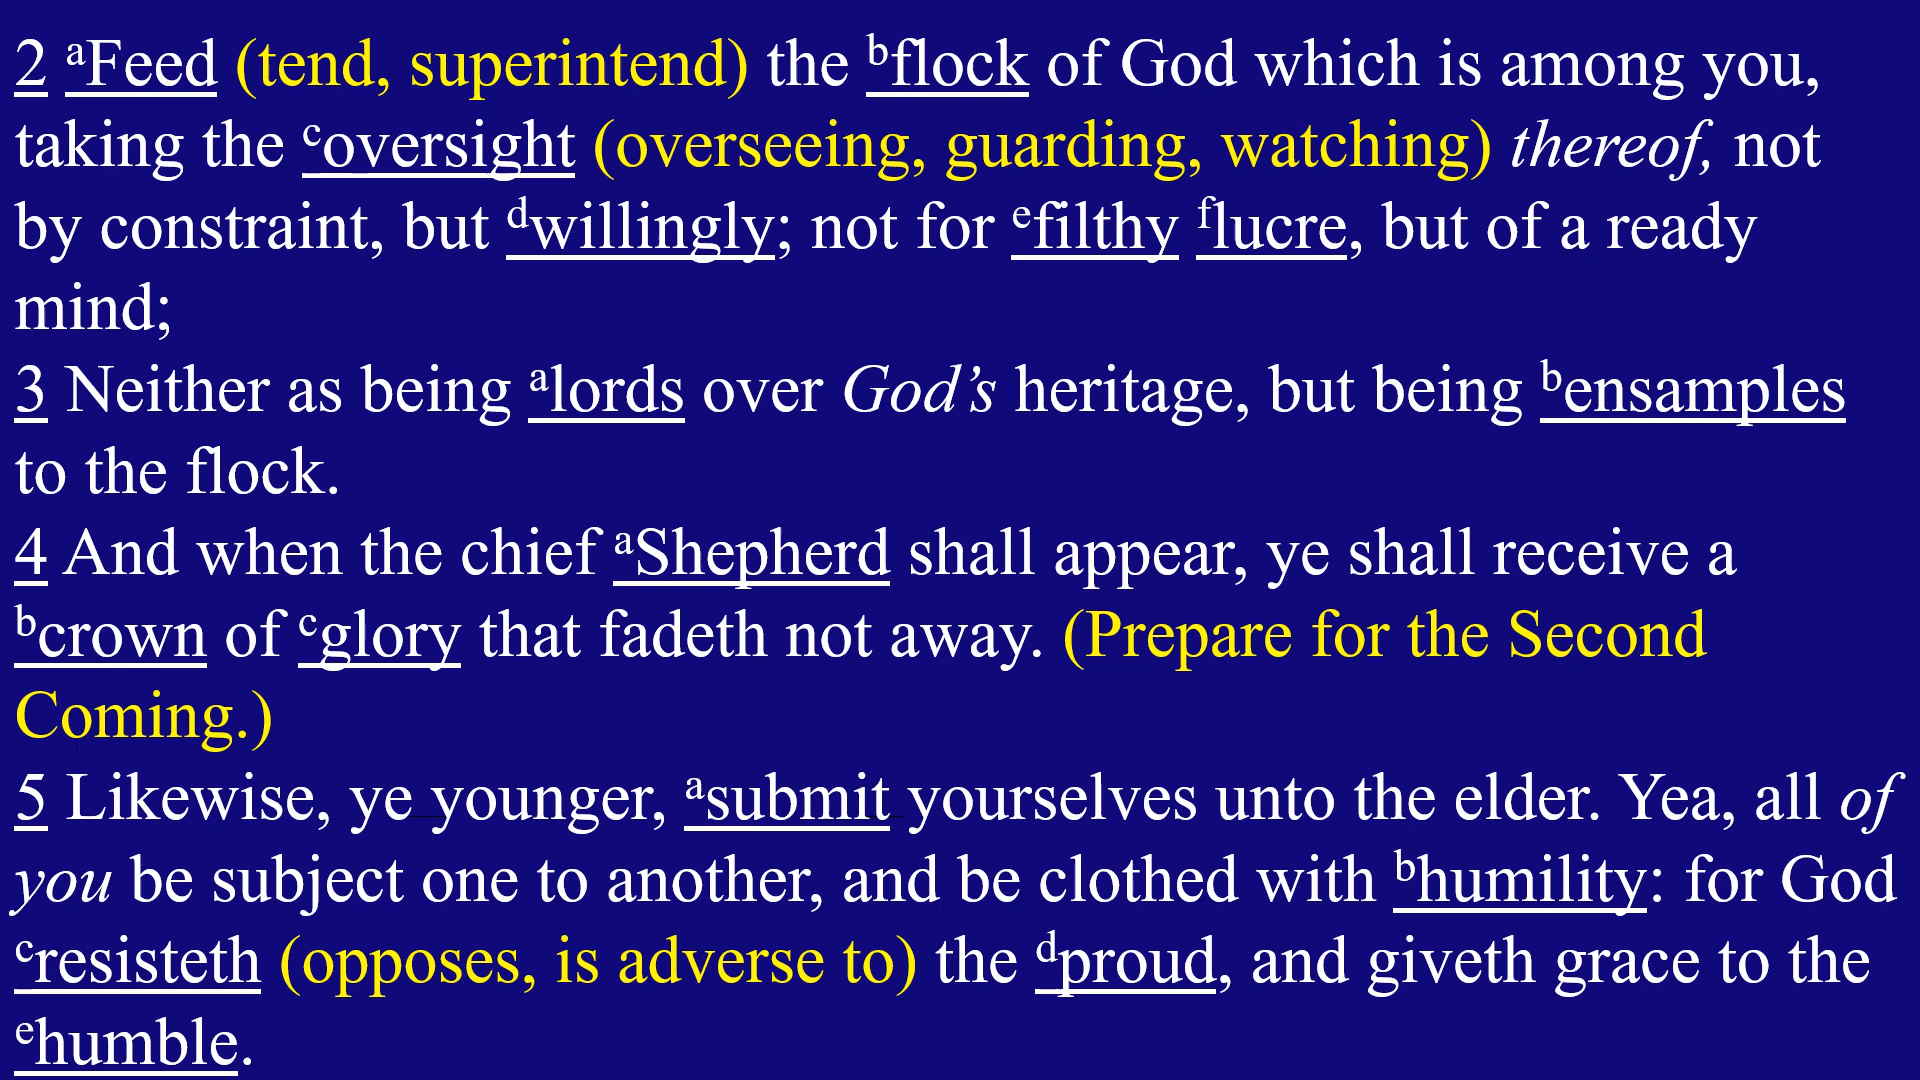 2 aFeed (tend, superintend) the bflock of God which is among you,
taking the coversight (overseeing, guarding, watching) thereof, not
by constraint, but dwillingly; not for efilthy flucre, but of a ready
mind;
3 Neither as being alords over God’s heritage, but being bensamples
to the flock.
4 And when the chief aShepherd shall appear, ye shall receive a
bcrown of cglory that fadeth not away. (Prepare for the Second
Coming.)
5 Likewise, ye younger, asubmit yourselves unto the elder. Yea, all of
you be subject one to another, and be clothed with bhumility: for God
cresisteth (opposes, is adverse to) the dproud, and giveth grace to the
ehumble.